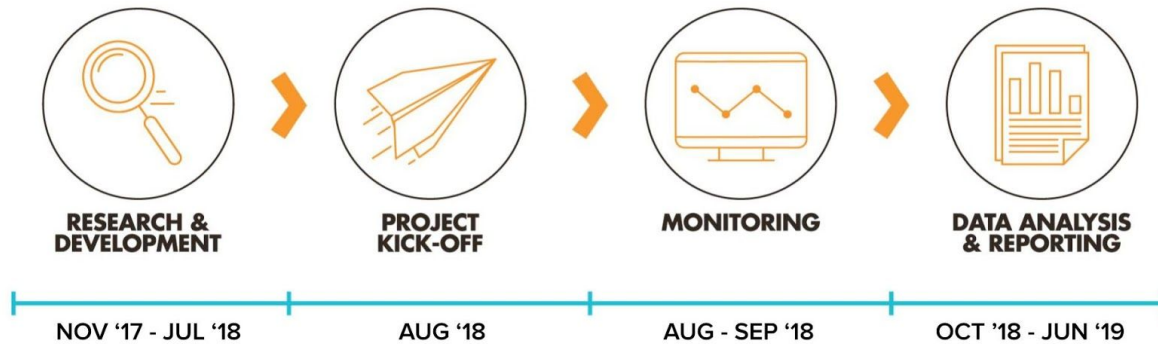 RESEARCH &
DEVELOPMENT
PROJECT
KICK-OFF
MONITORING
DATA ANALYSIS
& REPORTING
NOV ‘17 - JUL ‘18
AUG ‘18
AUG - SEP ‘18
OCT ’18 - JUN ‘19